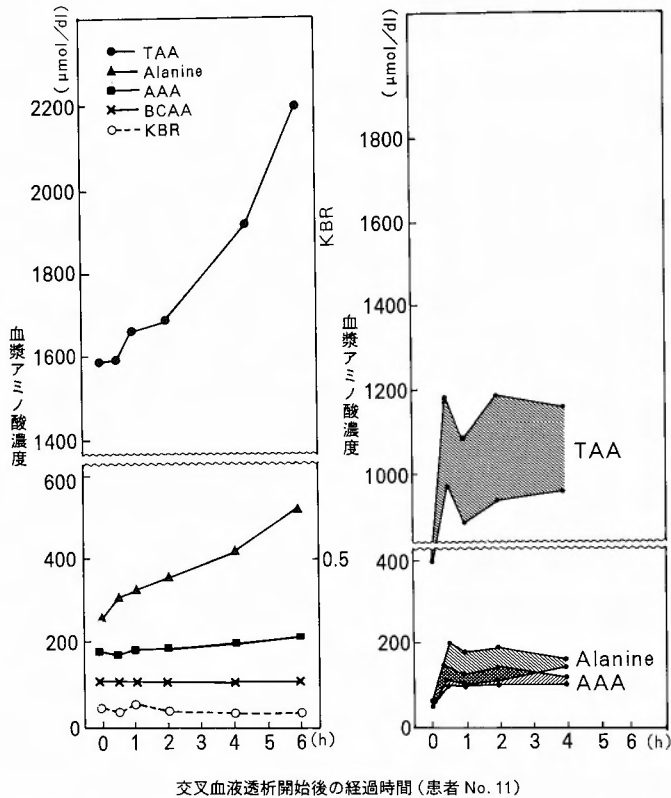 (μmol/dl)
TAA
Alanine
AAA
BCAA
KBR
2200
2000
1800
1600
1400
600
400
200
0
血漿アミノ酸濃度
KBR
0.5
0 1 2 4 6 (h)
(μmol/dl)
1800
1600
1400
1200
1000
400
200
0
血漿アミノ酸濃度
TAA
Alanine
AAA
0 1 2 3 4 5 6 (h)
交叉血液透析開始後の経過時間 (患者 No. 11)